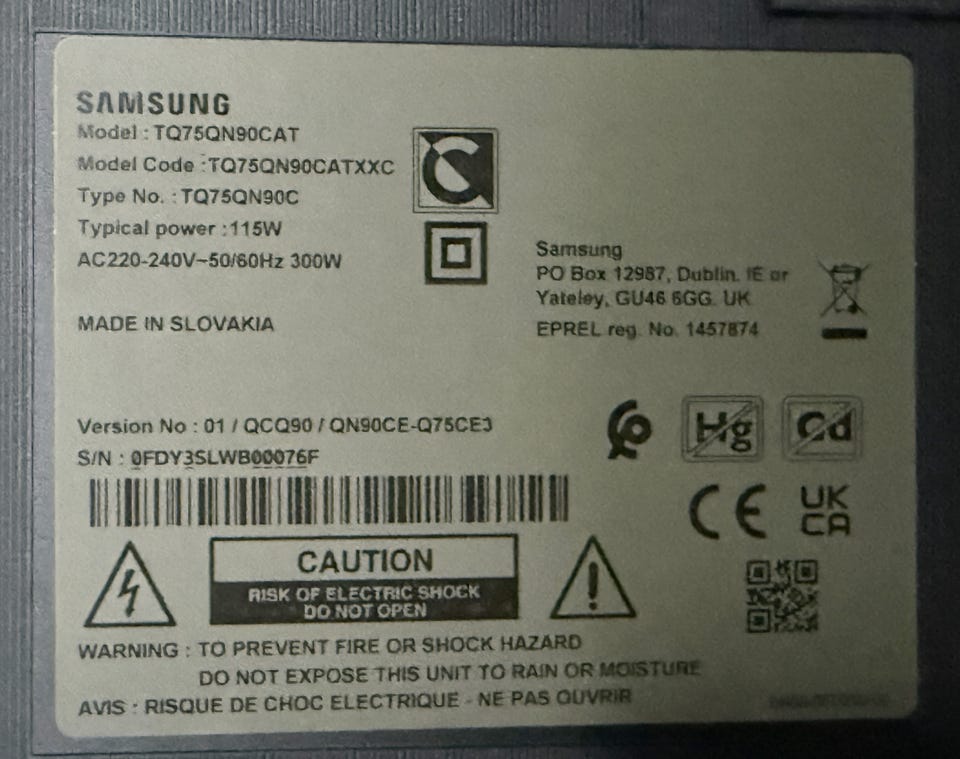 SAMSUNG
Model : TQ75QN90CAT
Model Code : TQ75QN90CATXXC
Type No. : TQ75QN90C
Typical power : 115W
AC220-240V~50/60Hz 300W
MADE IN SLOVAKIA
Samsung
PO Box 12987, Dublin. IE or
Yateley, GU46 6GG. UK
EPREL reg. No. 1457874
Version No : 01 / QCQ90 / QN90CE-Q75CE3
S/N : 0FDY3SLWB00076F
Hg
Cd
CE
UK
CA
CAUTION
RISK OF ELECTRIC SHOCK
DO NOT OPEN
WARNING : TO PREVENT FIRE OR SHOCK HAZARD
DO NOT EXPOSE THIS UNIT TO RAIN OR MOISTURE
AVIS : RISQUE DE CHOC ELECTRIQUE - NE PAS OUVRIR